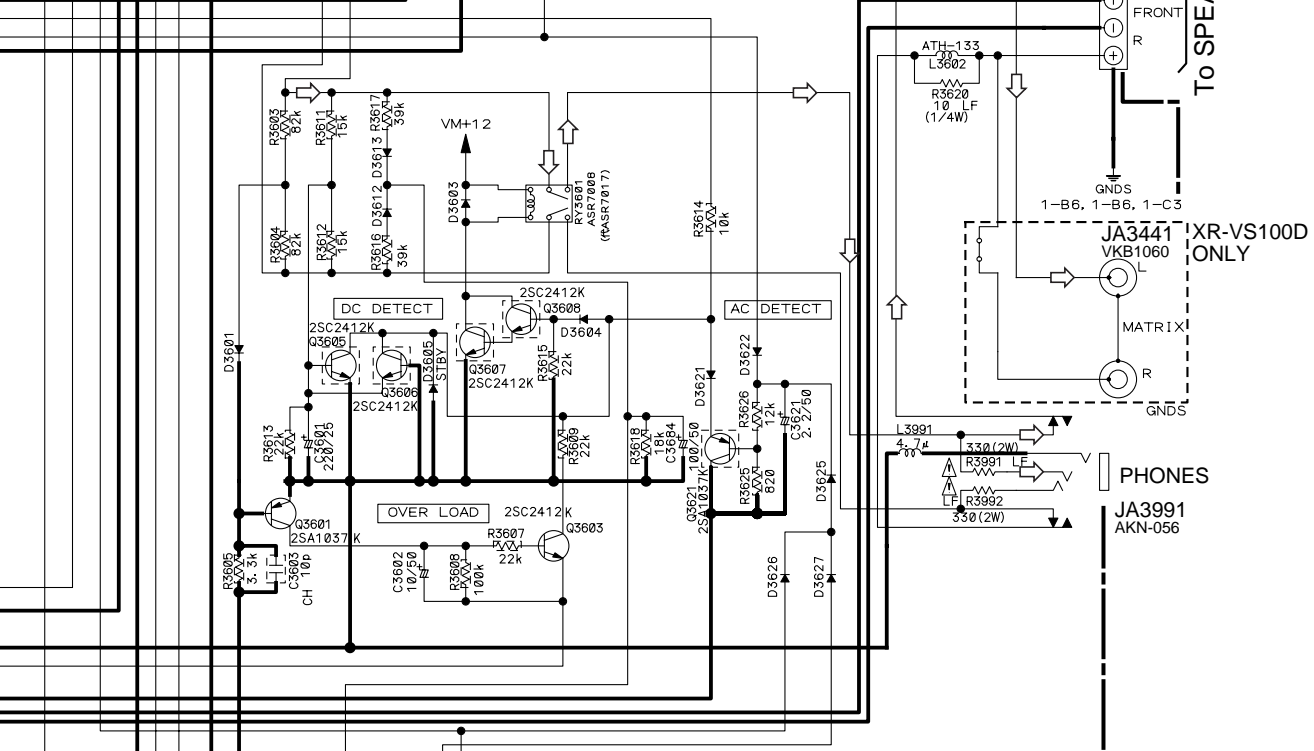 FRONT
R
To SPEA
ATH-133
L3602
R3620
10 LF
(1/4W)
GNDS
1-B6, 1-B6, 1-C3
XR-VS100D
ONLY
JA3441
VKB1060
L
MATRIX
R
GNDS
R3603
82k
R3611
15k
R3617
39k
D3613
VM+12
D3612
D3603
RY3601
ASR7008
R3604
82k
R3612
15k
R3616
39k
R3614
10k
DC DETECT
2SC2412K
Q3608
AC DETECT
2SC2412K
Q3605
D3604
D3601
D3605
STBY
Q3607
2SC2412K
R3615
22k
D3622
Q3606
2SC2412K
D3621
R3626
12k
C3621
2.2/50
R3613
22k
C3601
220/25
R3609
22k
R3618
18k
C3684
100/50
Q3621
2SA1037K
R3625
820
D3625
L3991
4.7µ
330(2W)
R3991 LF
LF R3992
330(2W)
PHONES
JA3991
AKN-056
OVER LOAD
Q3601
2SA1037K
2SC2412K
Q3603
R3607
22k
R3605
3.3k
C3603
10p
CH
C3602
10/50
R3608
100k
D3626
D3627